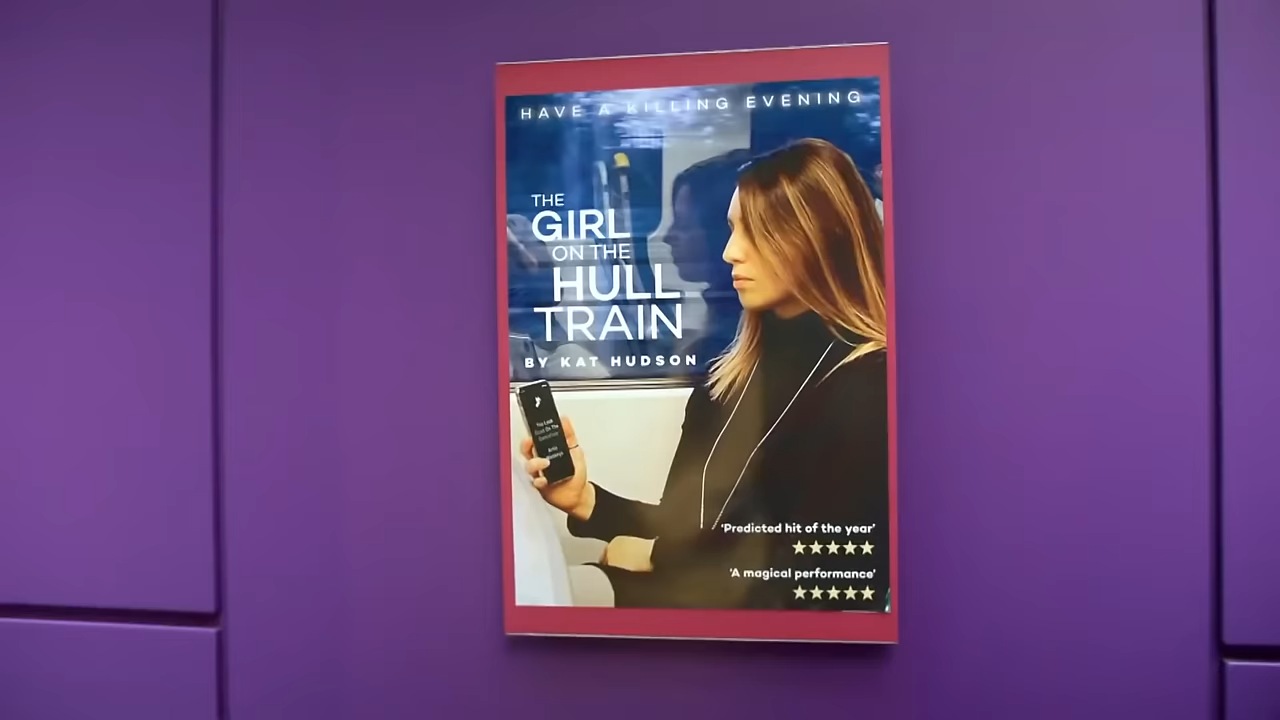 HAVE A KILLING EVENING
THE
GIRL
ON THE
HULL
TRAIN
BY KAT HUDSON
'Predicted hit of the year'
'A magical performance'